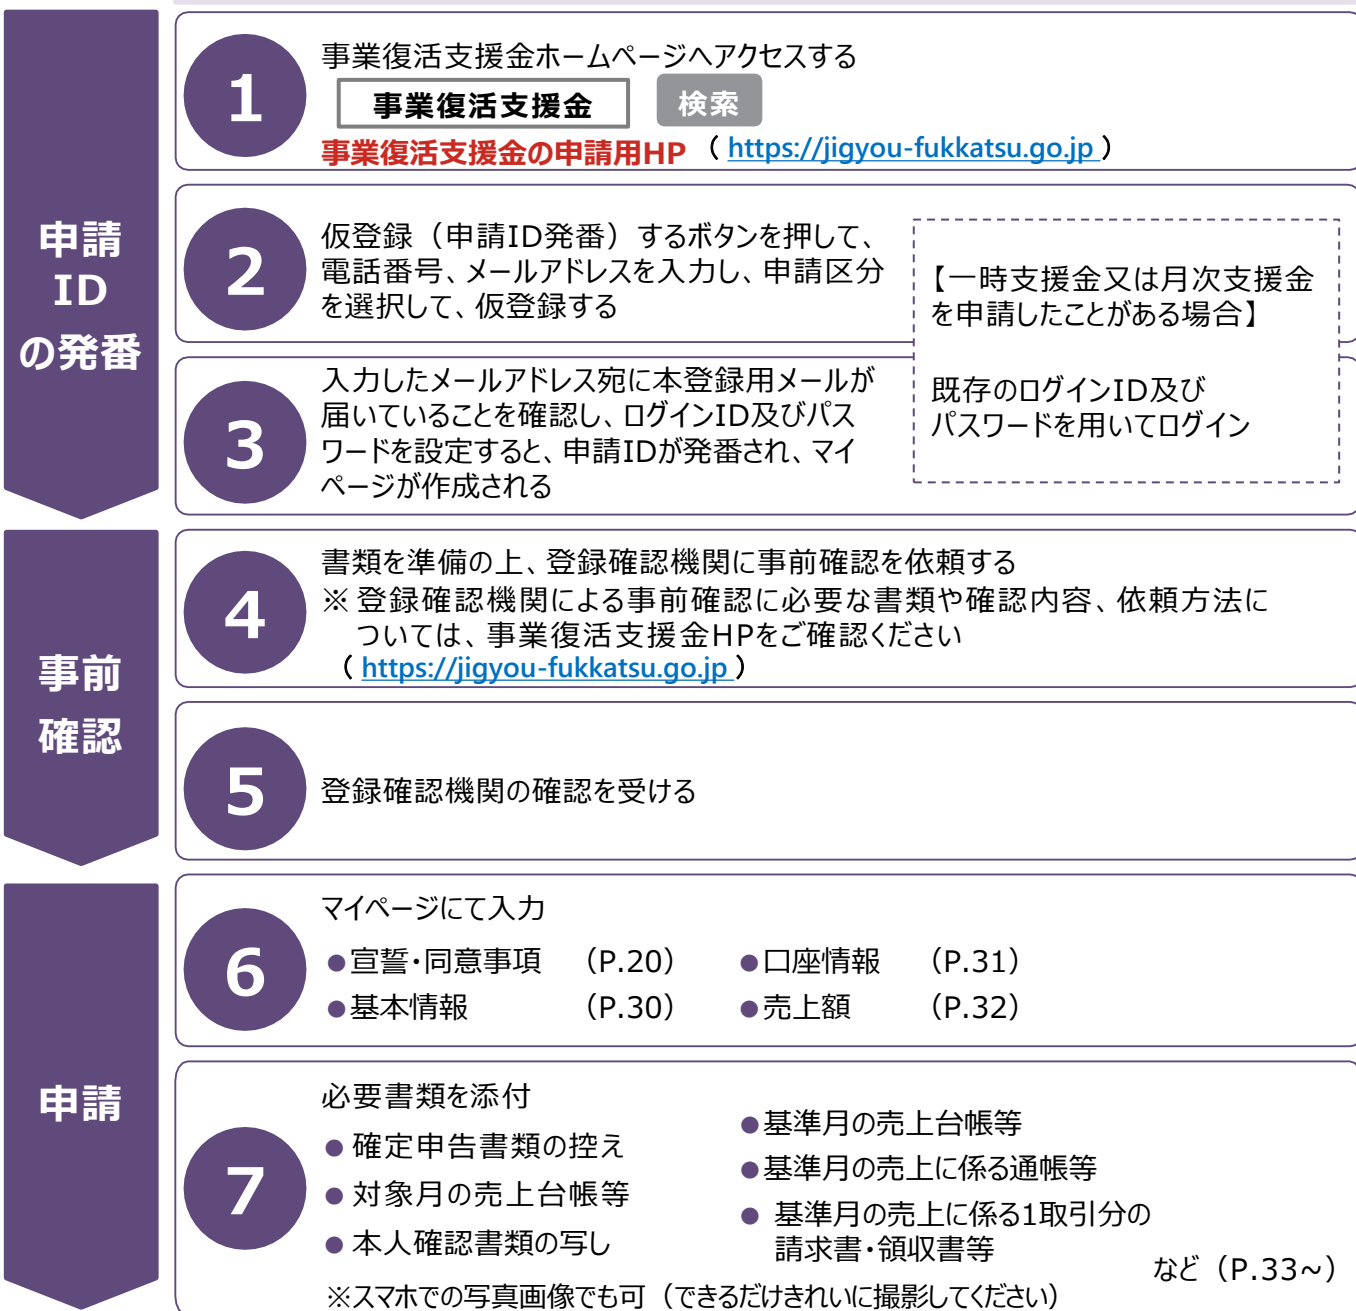 申請
ID
の発番
1
事業復活支援金ホームページへアクセスする
事業復活支援金 検索
事業復活支援金の申請用HP （ https://jigyou-fukkatsu.go.jp ）
2
仮登録（申請ID発番）するボタンを押して、
電話番号、メールアドレスを入力し、申請区分
を選択して、仮登録する
【一時支援金又は月次支援金
を申請したことがある場合】
既存のログインID及び
パスワードを用いてログイン
3
入力したメールアドレス宛に本登録用メールが
届いていることを確認し、ログインID及びパス
ワードを設定すると、申請IDが発番され、マイ
ページが作成される
事前
確認
4
書類を準備の上、登録確認機関に事前確認を依頼する
※ 登録確認機関による事前確認に必要な書類や確認内容、依頼方法に
ついては、事業復活支援金HPをご確認ください
（ https://jigyou-fukkatsu.go.jp ）
5
登録確認機関の確認を受ける
申請
6
マイページにて入力
●宣誓・同意事項 （P.20） ●口座情報 （P.31）
●基本情報 （P.30） ●売上額 （P.32）
7
必要書類を添付
● 確定申告書類の控え
● 対象月の売上台帳等
● 本人確認書類の写し
●基準月の売上台帳等
●基準月の売上に係る通帳等
● 基準月の売上に係る1取引分の
請求書・領収書等
など（P.33~）
※スマホでの写真画像でも可（できるだけきれいに撮影してください）